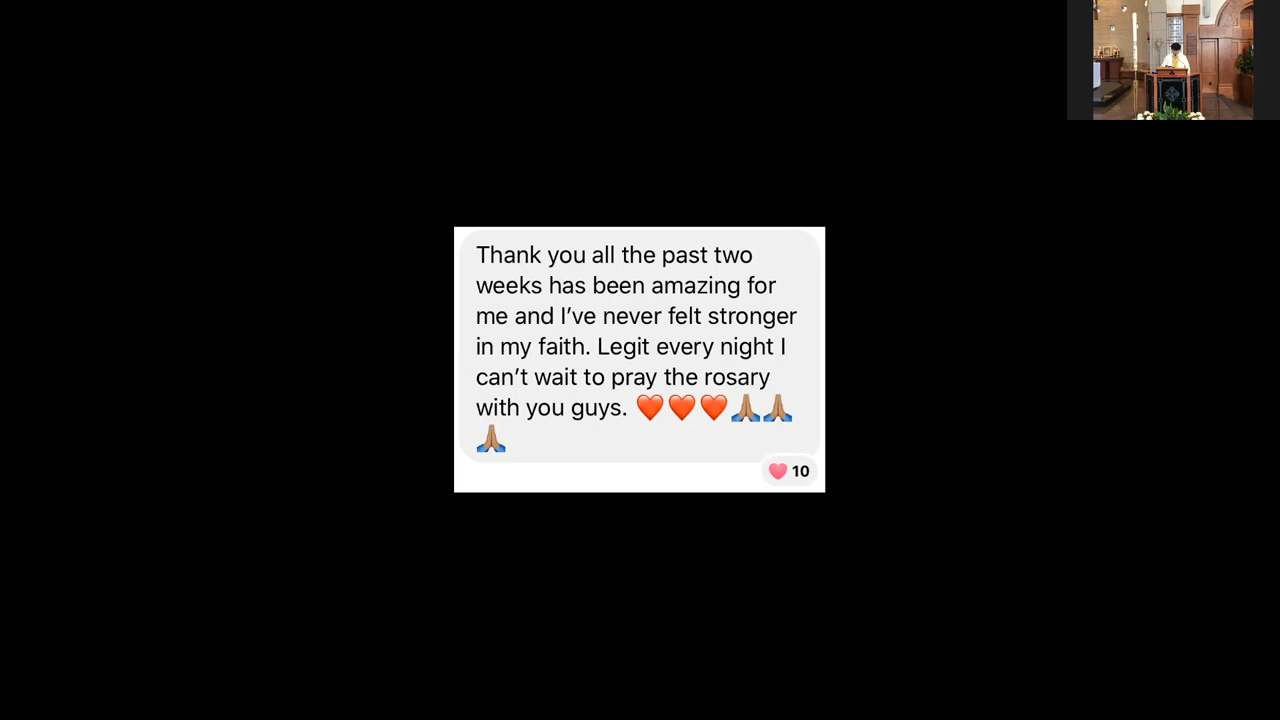 Thank you all the past two
weeks has been amazing for
me and I’ve never felt stronger
in my faith. Legit every night I
can’t wait to pray the rosary
with you guys. ❤️❤️❤️🙏🏽🙏🏽
🙏🏽
10